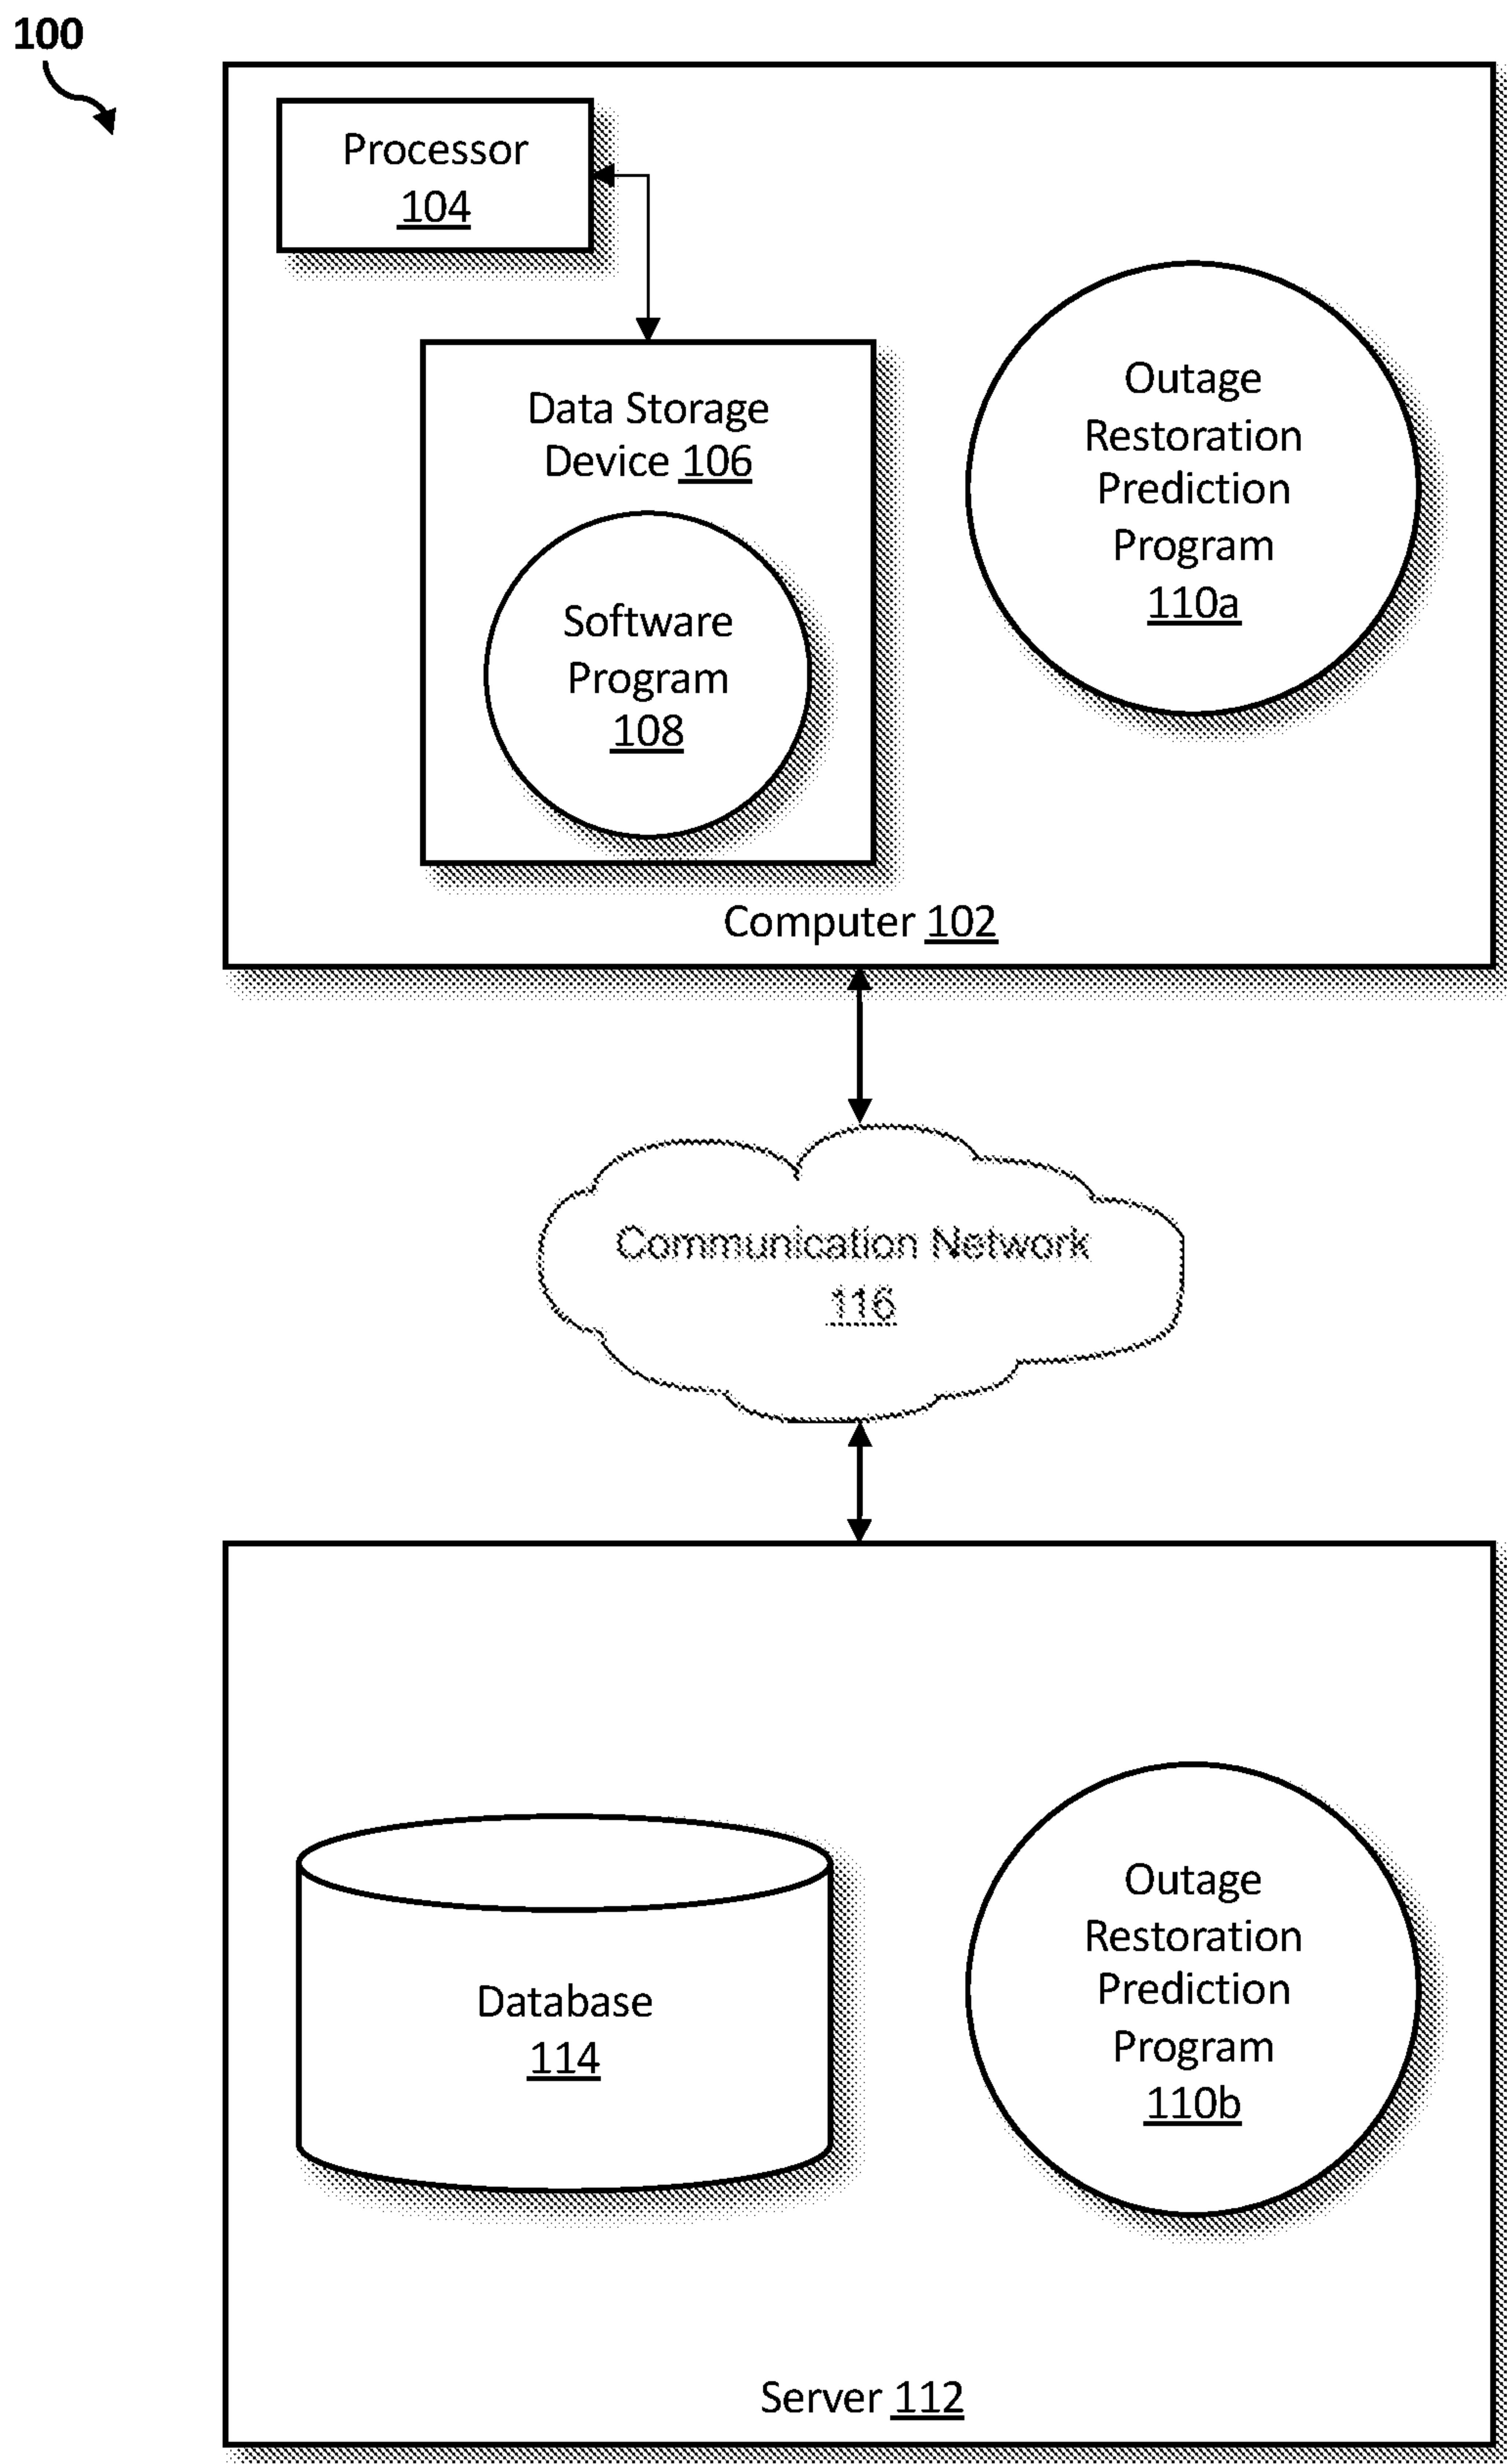 100
Processor
104
Data Storage
Device 106
Software
Program
108
Outage
Restoration
Prediction
Program
110a
Computer 102
Communication Network
116
Database
114
Outage
Restoration
Prediction
Program
110b
Server 112